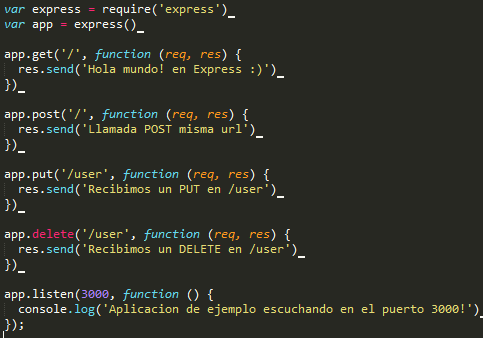 var express = require('express')
var app = express()

app.get('/', function (req, res) {
  res.send('Hola mundo! en Express :)')
})

app.post('/', function (req, res) {
  res.send('Llamada POST misma url')
})

app.put('/user', function (req, res) {
  res.send('Recibimos un PUT en /user')
})

app.delete('/user', function (req, res) {
  res.send('Recibimos un DELETE en /user')
})

app.listen(3000, function () {
  console.log('Aplicacion de ejemplo escuchando en el puerto 3000!')
});